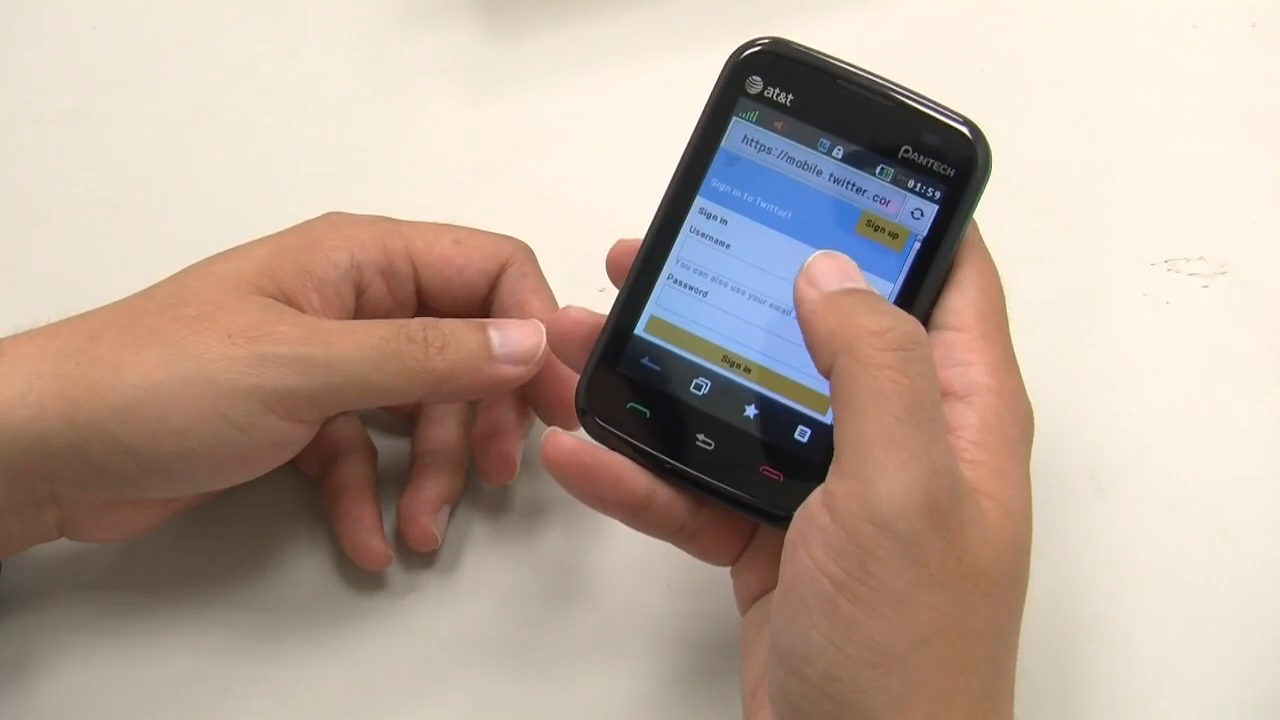 at&t
PANTECH
01:59
https://mobile.twitter.cor
Sign in to Twitter!
Sign up
Sign in
Username
You can also use your email
Password
Sign in